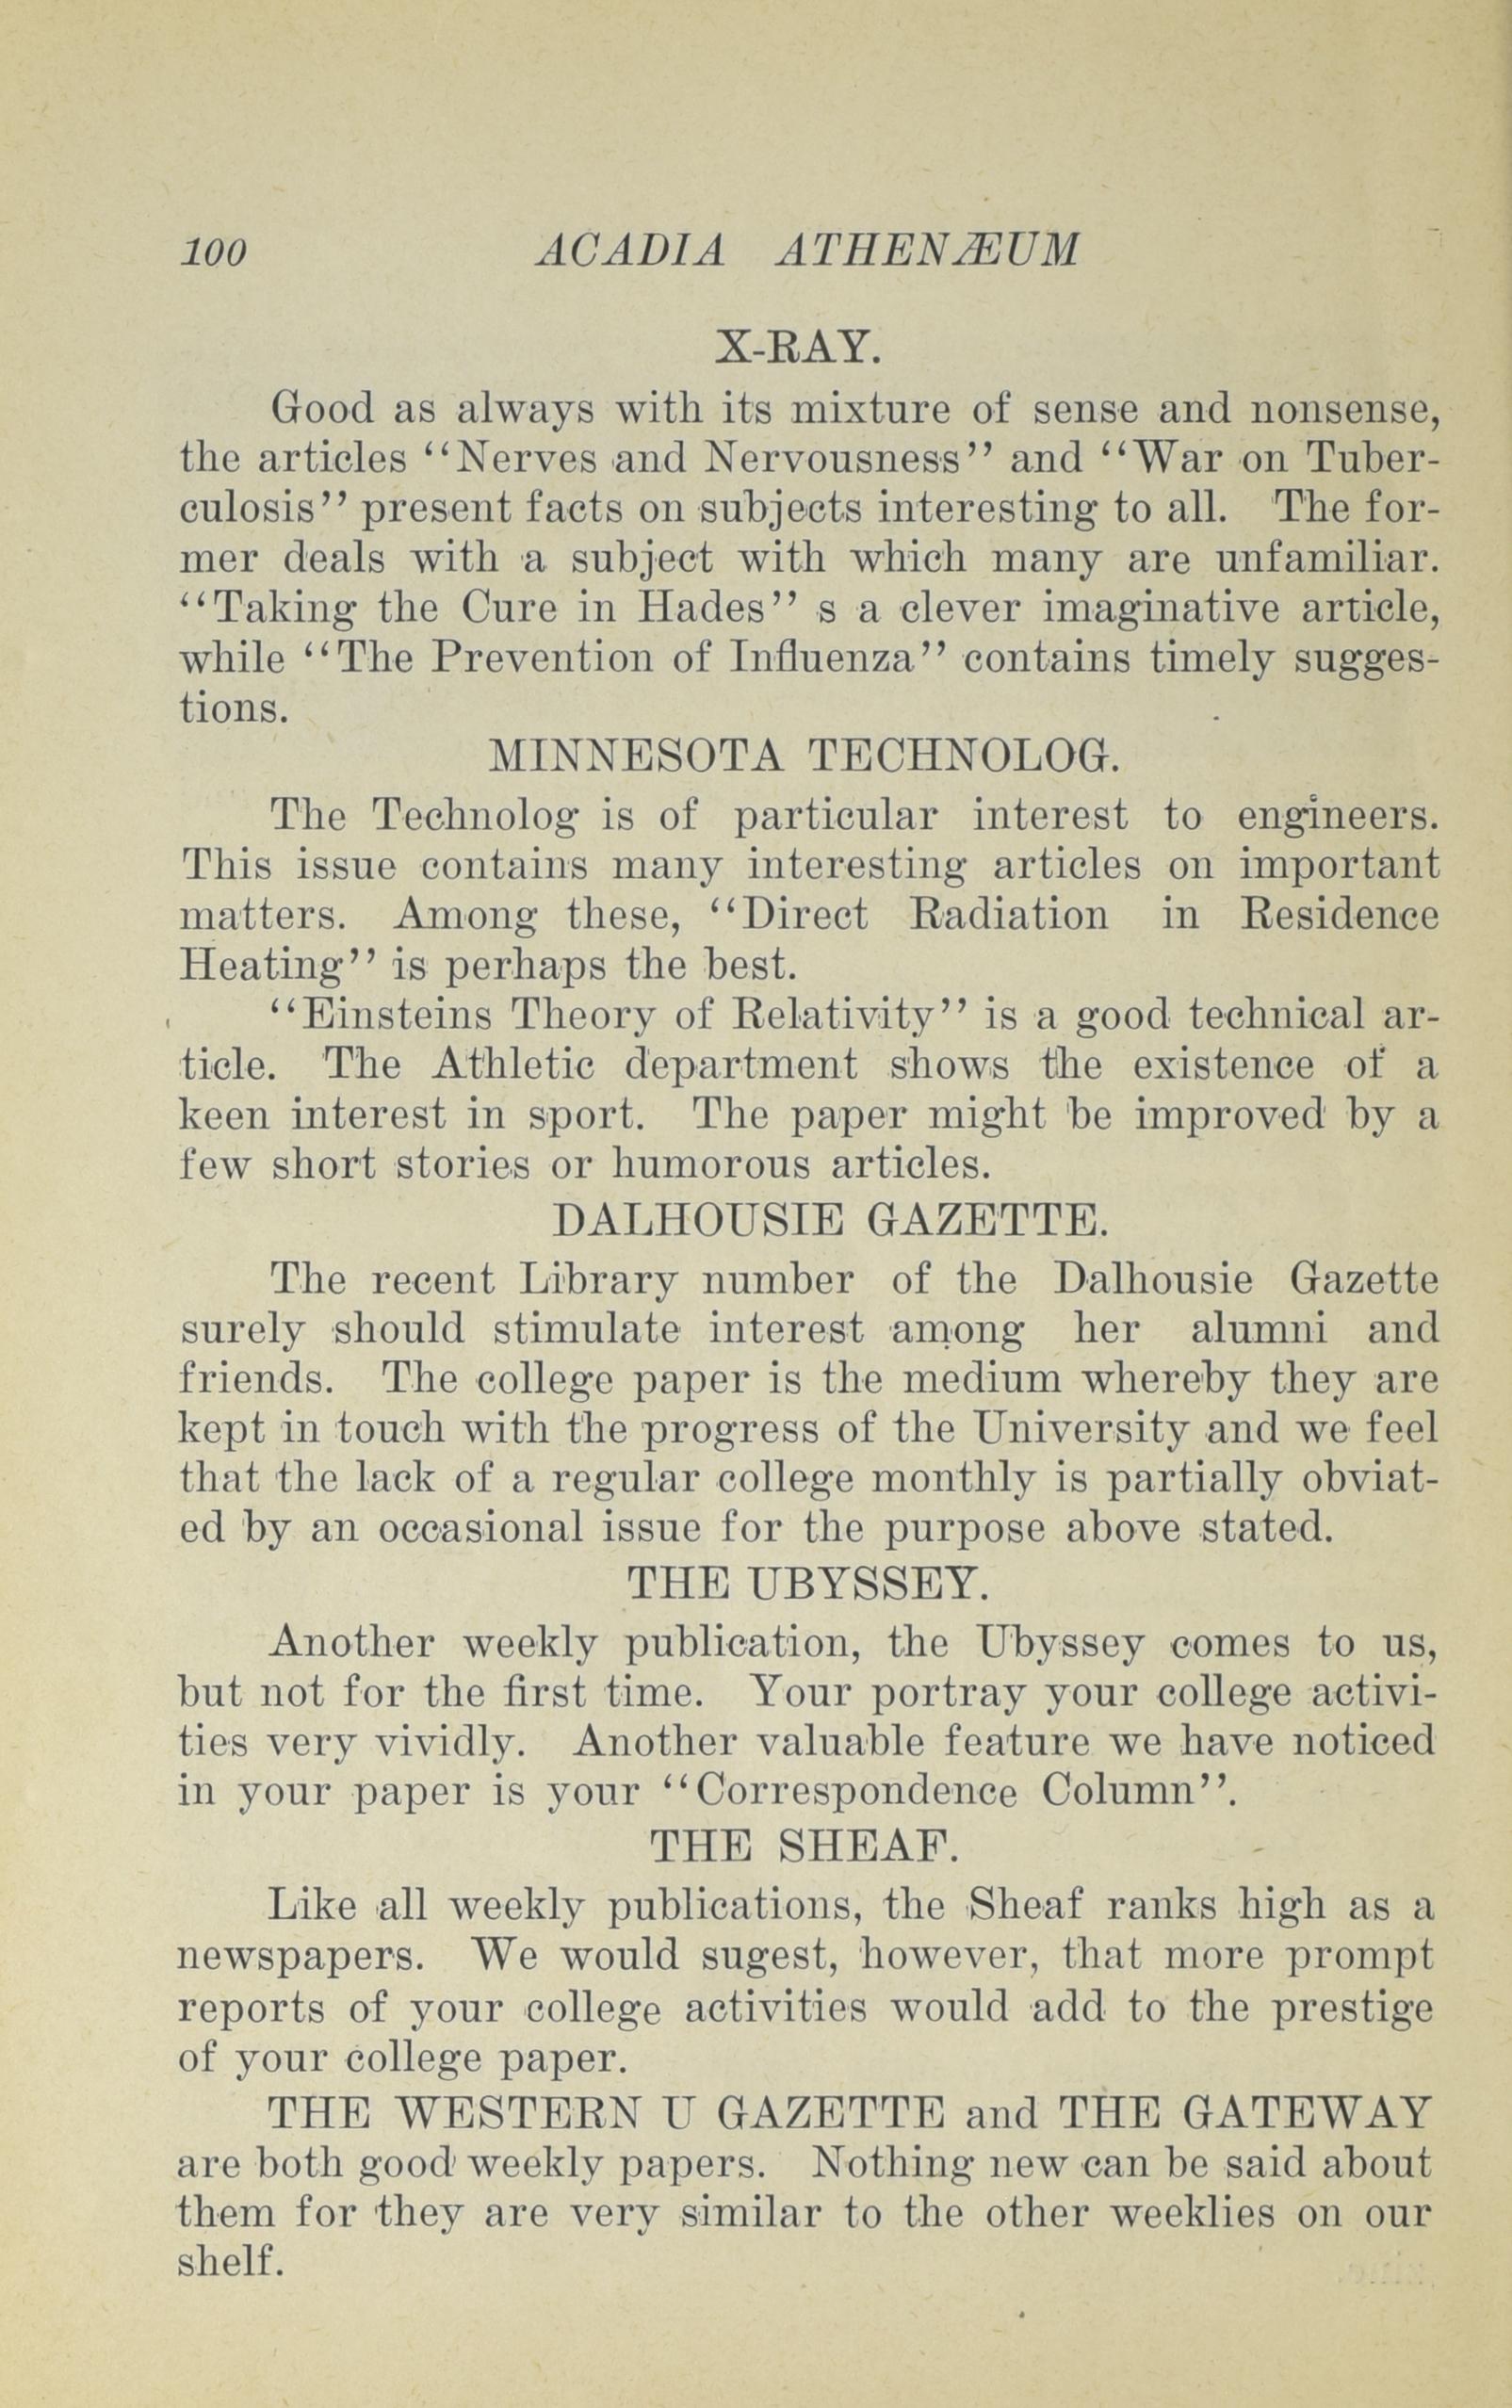 100 ACADIA ATHENÆUM
X-RAY.
Good as always with its mixture of sense and nonsense,
the articles ‘‘Nerves and Nervousness’’ and ‘‘War on Tuber-
culosis’’ present facts on subjects interesting to all. The for-
mer deals with a subject with which many are unfamiliar.
‘‘Taking the Cure in Hades’’ s a clever imaginative article,
while ‘‘The Prevention of Influenza’’ contains timely sugges-
tions.
MINNESOTA TECHNOLOG.
The Technolog is of particular interest to engineers.
This issue contains many interesting articles on important
matters. Among these, ‘‘Direct Radiation in Residence
Heating’’ is perhaps the best.
‘‘Einsteins Theory of Relativity’’ is a good technical ar-
ticle. The Athletic department shows the existence of a
keen interest in sport. The paper might be improved by a
few short stories or humorous articles.
DALHOUSIE GAZETTE.
The recent Library number of the Dalhousie Gazette
surely should stimulate interest among her alumni and
friends. The college paper is the medium whereby they are
kept in touch with the progress of the University and we feel
that the lack of a regular college monthly is partially obviat-
ed by an occasional issue for the purpose above stated.
THE UBYSSEY.
Another weekly publication, the Ubyssey comes to us,
but not for the first time. Your portray your college activi-
ties very vividly. Another valuable feature we have noticed
in your paper is your ‘‘Correspondence Column’’.
THE SHEAF.
Like all weekly publications, the Sheaf ranks high as a
newspapers. We would sugest, however, that more prompt
reports of your college activities would add to the prestige
of your college paper.
THE WESTERN U GAZETTE and THE GATEWAY
are both good weekly papers. Nothing new can be said about
them for they are very similar to the other weeklies on our
shelf.